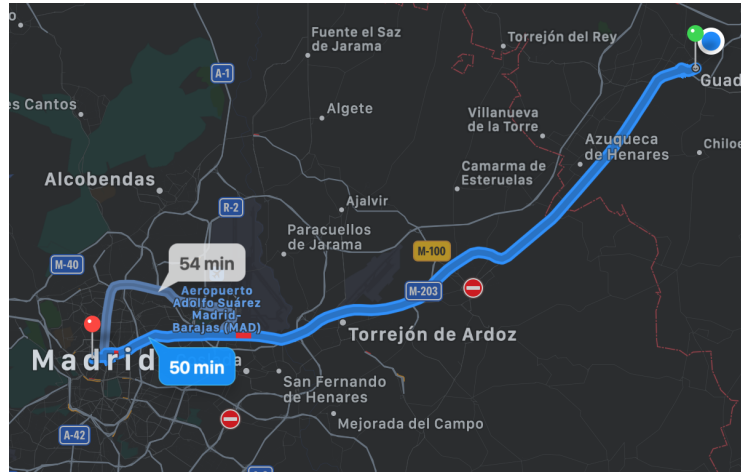 Fuente el Saz
de Jarama
Torrejón del Rey
A-1
Guad
es Cantos
Algete
Villanueva
de la Torre
Azuqueca
de Henares
Chiloe
Camarma de
Esteruelas
Alcobendas
R-2
Ajalvir
Paracuellos
de Jarama
M-40
54 min
M-100
Aeropuerto
Adolfo Suárez
Madrid-
Barajas (MAD)
M-203
Torrejón de Ardoz
Madrid
50 min
San Fernando
de Henares
Mejorada del Campo
A-42